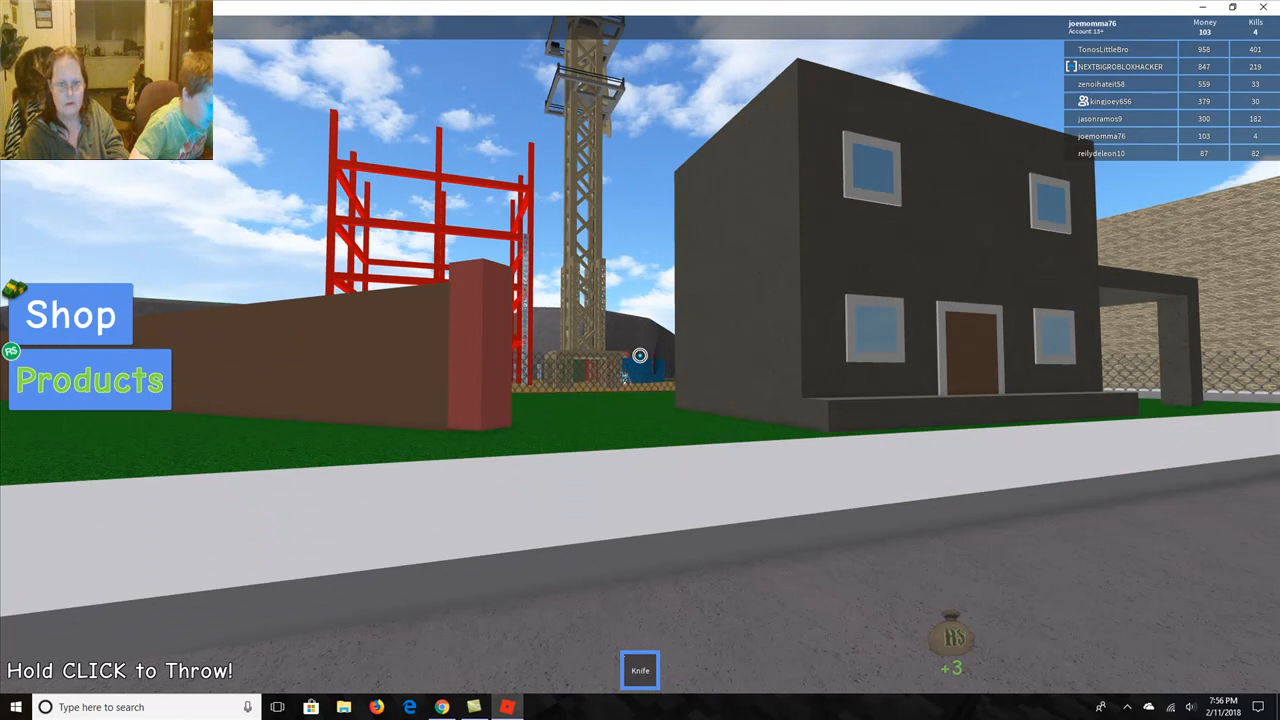 joemomma76
Account: 13+
Money
103
Kills
4
TonosLittleBro 958 401
NEXTBIGROBLOXHACKER 847 219
zenoihateit58 559 33
kingjoey656 379 30
jasonramos9 300 182
joemomma76 103 4
reilydeleon10 87 82
Shop
R$
Products
R$
+3
Hold CLICK to Throw!
Knife
Type here to search
7:56 PM
2/11/2018